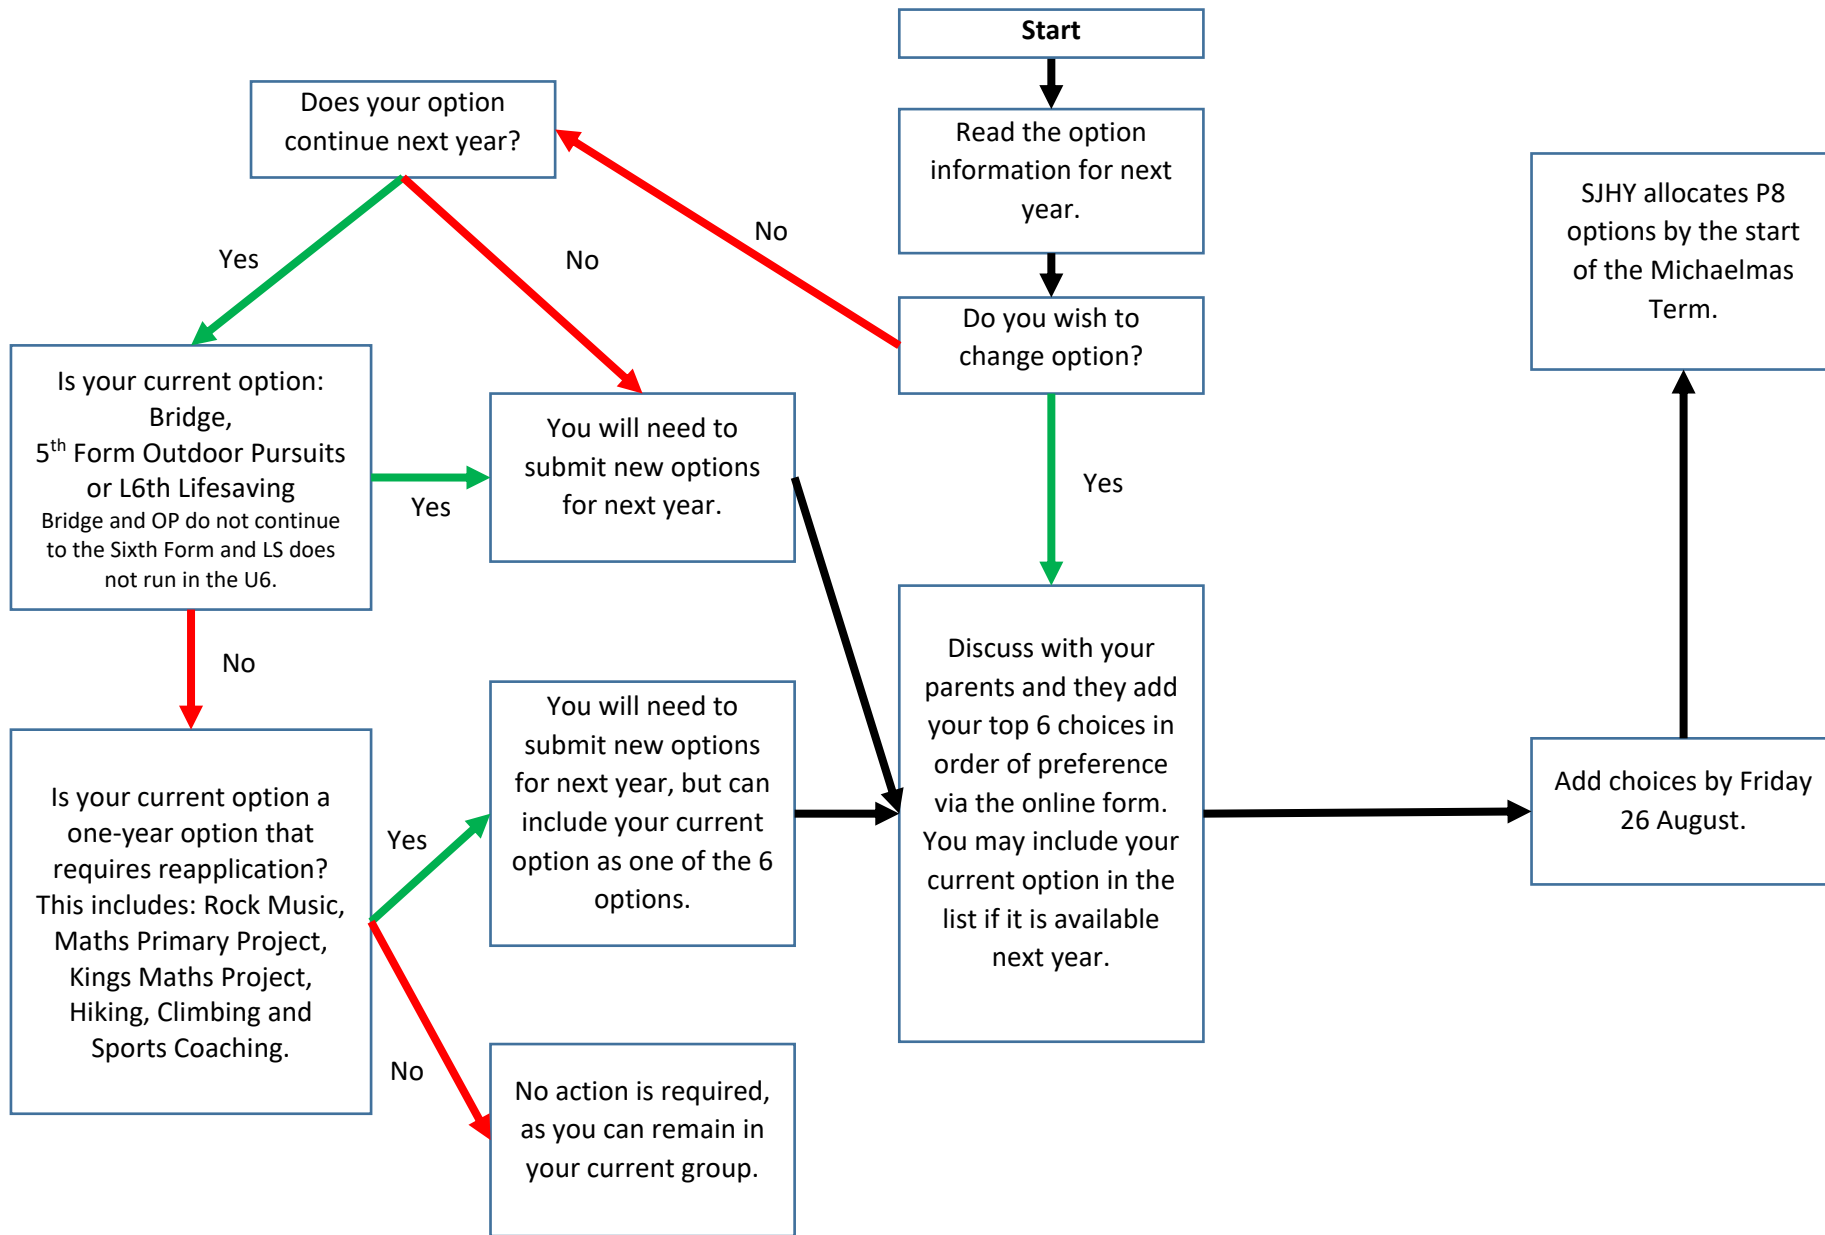 Start
Read the option
information for next
year.
Do you wish to
change option?
No
Yes
Does your option
continue next year?
Yes
No
Is your current option:
Bridge,
5th Form Outdoor Pursuits
or L6th Lifesaving
Bridge and OP do not continue
to the Sixth Form and LS does
not run in the U6.
Yes
No
You will need to
submit new options
for next year.
Is your current option a
one-year option that
requires reapplication?
This includes: Rock Music,
Maths Primary Project,
Kings Maths Project,
Hiking, Climbing and
Sports Coaching.
Yes
No
You will need to
submit new options
for next year, but can
include your current
option as one of the 6
options.
No action is required,
as you can remain in
your current group.
Discuss with your
parents and they add
your top 6 choices in
order of preference
via the online form.
You may include your
current option in the
list if it is available
next year.
Add choices by Friday
26 August.
SJHY allocates P8
options by the start
of the Michaelmas
Term.